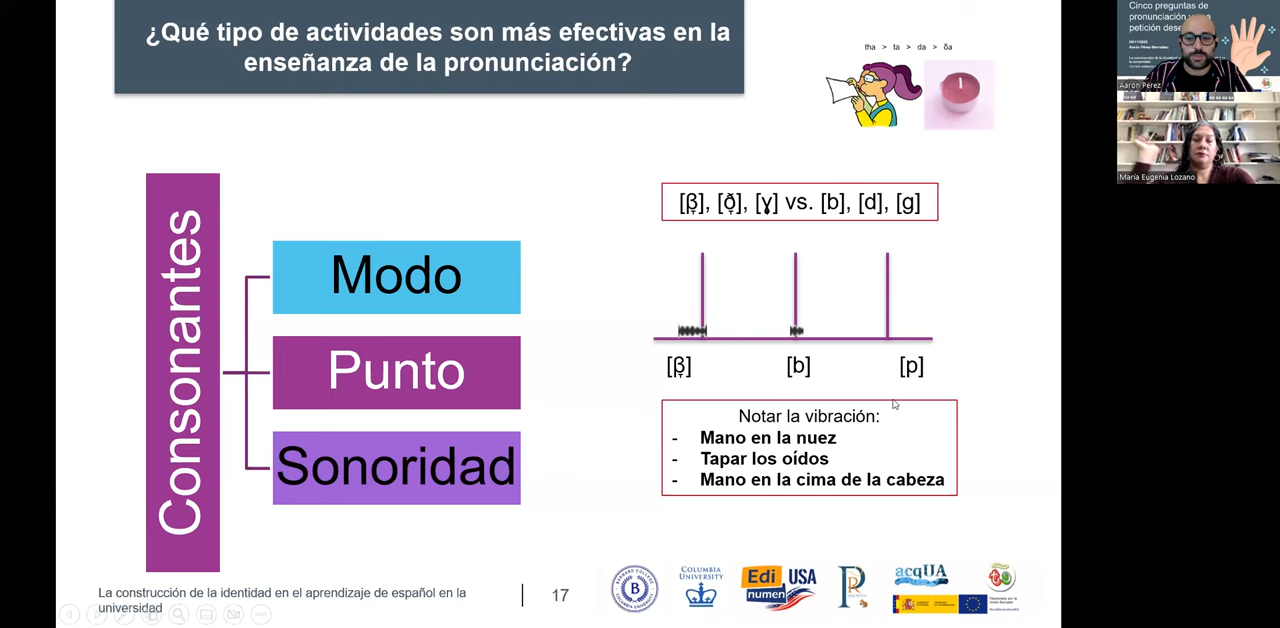 ¿Qué tipo de actividades son más efectivas en la
enseñanza de la pronunciación?
tha > ta > da > ða
Consonantes
Modo
Punto
Sonoridad
[β̞], [ð̞], [ɣ̞] vs. [b], [d], [g]
[β̞] [b] [p]
Notar la vibración:
- Mano en la nuez
- Tapar los oídos
- Mano en la cima de la cabeza
La construcción de la identidad en el aprendizaje de español en la
universidad
17
B
COLUMBIA
UNIVERSITY
Edi
numen
USA
acqUA
Cinco preguntas de
pronunciación
petición
Aarón Pérez
María Eugenia Lozano